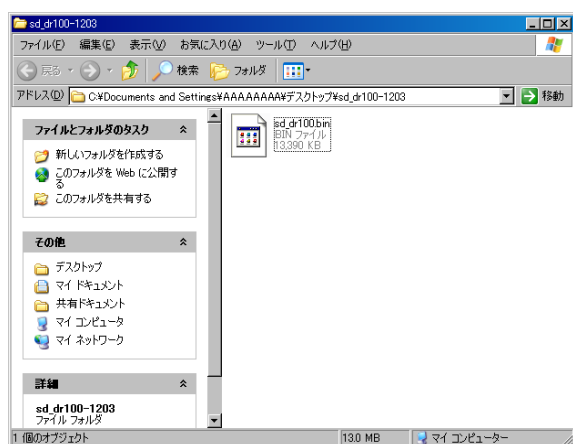 sd_dr100-1203
ファイル(F) 編集(E) 表示(V) お気に入り(A) ツール(T) ヘルプ(H)
戻る 検索 フォルダ
アドレス(D) C:¥Documents and Settings¥AAAAAAAA¥デスクトップ¥sd_dr100-1203 移動
ファイルとフォルダのタスク
新しいフォルダを作成する
このフォルダを Web に公開す
る
このフォルダを共有する
その他
デスクトップ
マイ ドキュメント
共有ドキュメント
マイ コンピュータ
マイ ネットワーク
詳細
sd_dr100-1203
ファイル フォルダ
sd_dr100.bin
BIN ファイル
13,390 KB
1 個のオブジェクト 13.0 MB マイ コンピューター